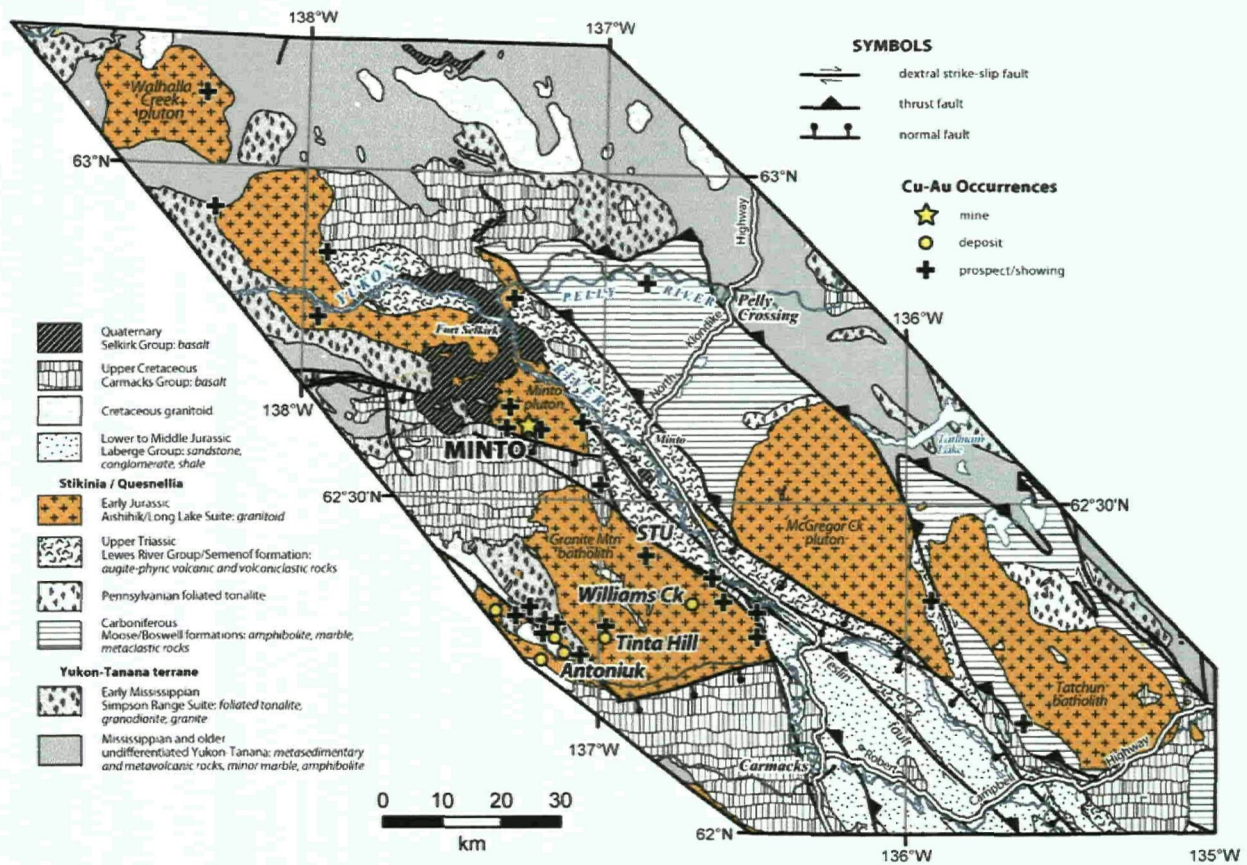 138°W
137°W
SYMBOLS
dextral strike-slip fault
thrust fault
normal fault
Cu-Au Occurrences
mine
deposit
prospect/showing
Walhalla
Creek
pluton
63°N
63°N
Highway
YUKON
PELLY RIVER
Pelly
Crossing
Fort Selkirk
North Klondike
136°W
RIVER
Minto
pluton
138°W
MINTO
Minto
Tatlmain
Lake
62°30'N
62°30'N
McGregor Ck
pluton
Granite Mtn
batholith
STU
Williams Ck
Tinta Hill
Antoniuk
Tatchun
batholith
137°W
Teslin
fault
Carmacks
Robert
Campbell
Highway
62°N
136°W
135°W
Quaternary
Selkirk Group: basalt
Upper Cretaceous
Carmacks Group: basalt
Cretaceous granitoid
Lower to Middle Jurassic
Laberge Group: sandstone,
conglomerate, shale
Stikinia / Quesnellia
Early Jurassic
Aishihik/Long Lake Suite: granitoid
Upper Triassic
Lewes River Group/Semenof formation:
augite-phyric volcanic and volcaniclastic rocks
Pennsylvanian foliated tonalite
Carboniferous
Moose/Boswell formations: amphibolite, marble,
metaclastic rocks
Yukon-Tanana terrane
Early Mississippian
Simpson Range Suite: foliated tonalite,
granodiorite, granite
Mississippian and older
undifferentiated Yukon-Tanana: metasedimentary
and metavolcanic rocks, minor marble, amphibolite
0 10 20 30
km